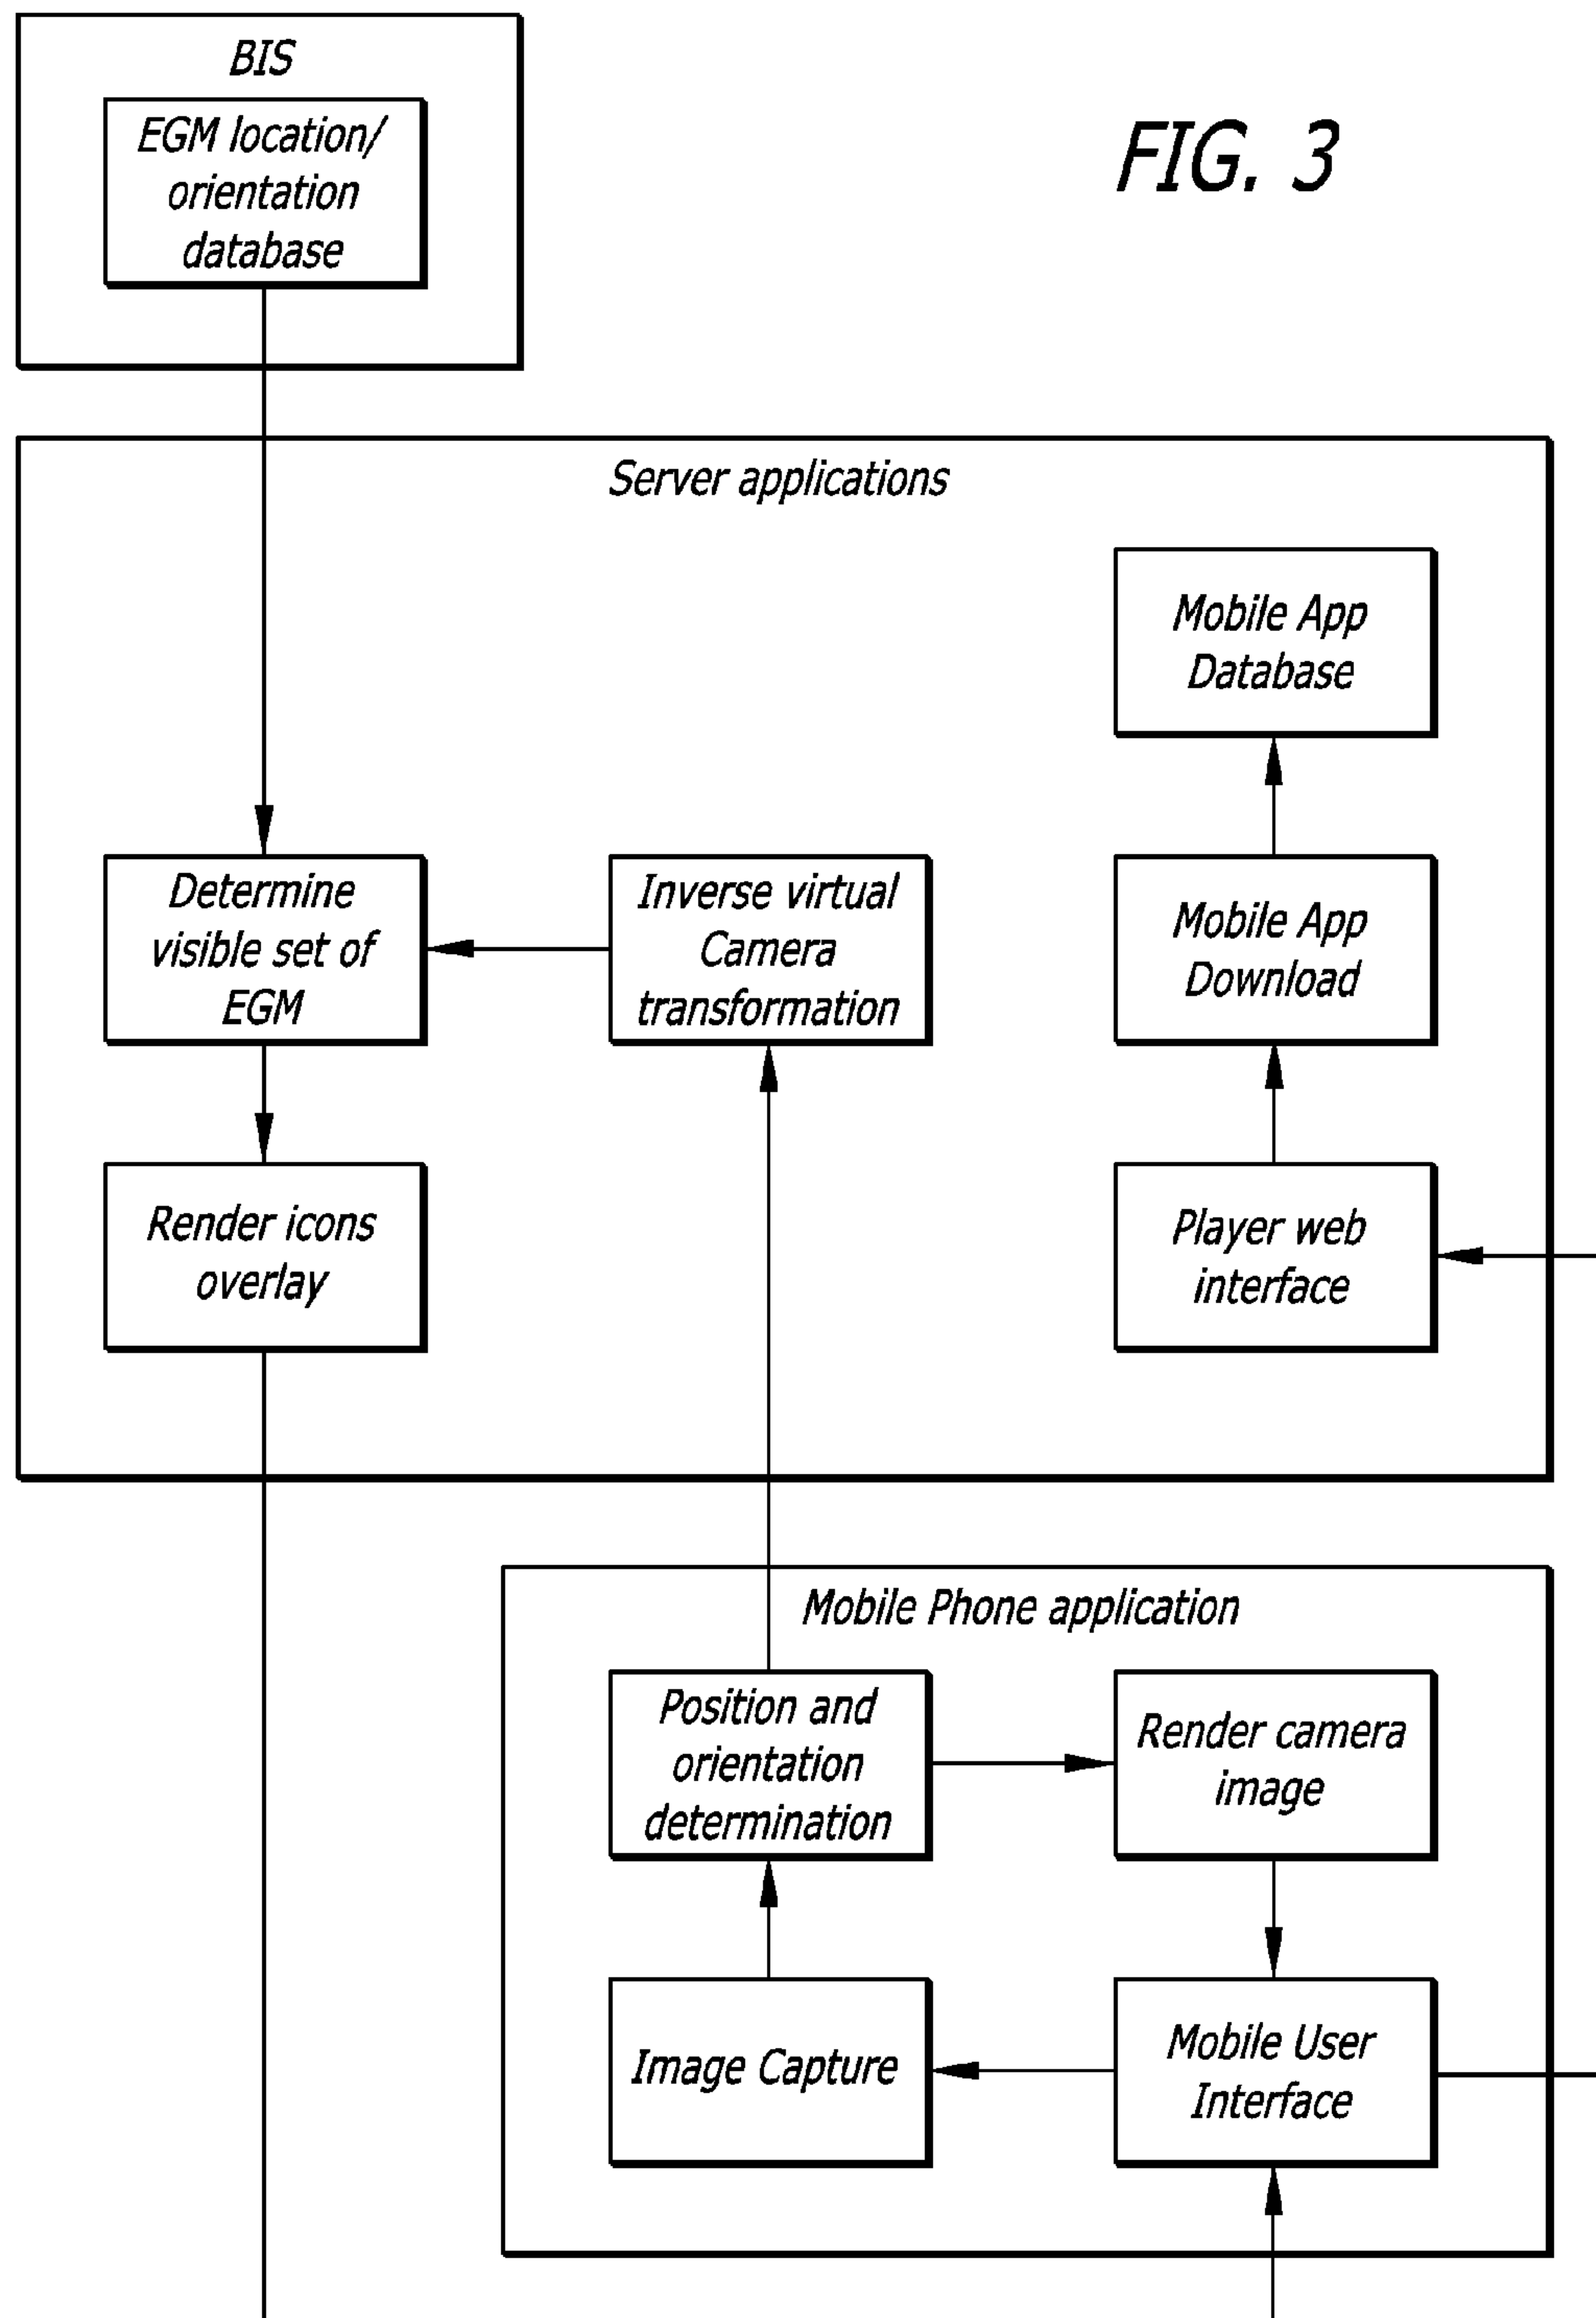 BIS
EGM location/
orientation
database
FIG. 3
Server applications
Mobile App
Database
Determine
visible set of
EGM
Inverse virtual
Camera
transformation
Mobile App
Download
Render icons
overlay
Player web
interface
Mobile Phone application
Position and
orientation
determination
Render camera
image
Image Capture
Mobile User
Interface